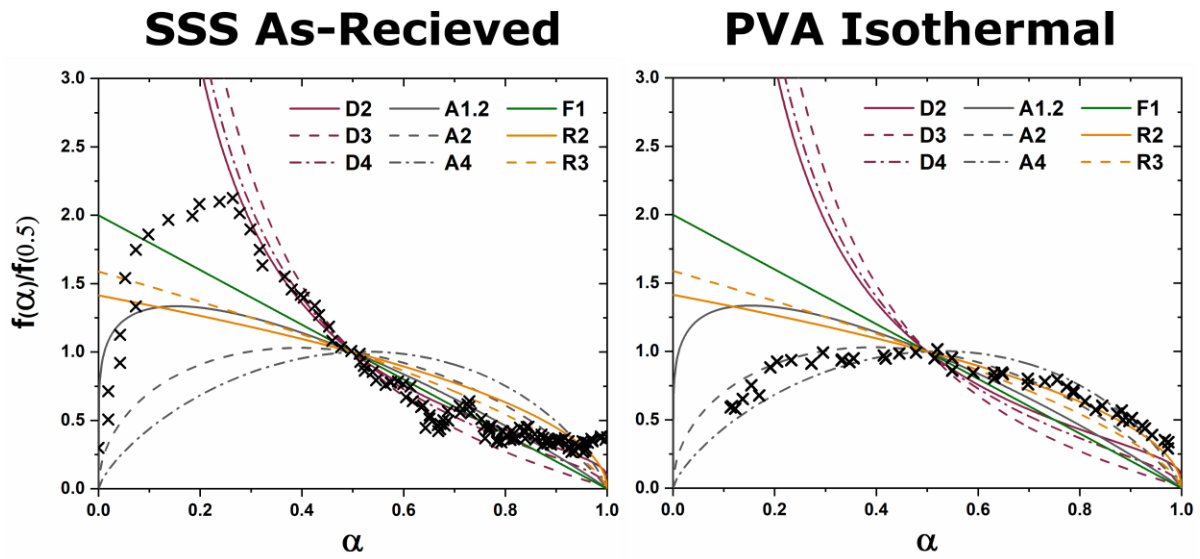 SSS As-Recieved
PVA Isothermal
3.0
2.5
2.0
1.5
1.0
0.5
0.0
f(α)/f(0.5)
D2 A1.2 F1
D3 A2 R2
D4 A4 R3
0.0 0.2 0.4 0.6 0.8 1.0
α
3.0
2.5
2.0
1.5
1.0
0.5
0.0
D2 A1.2 F1
D3 A2 R2
D4 A4 R3
0.0 0.2 0.4 0.6 0.8 1.0
α